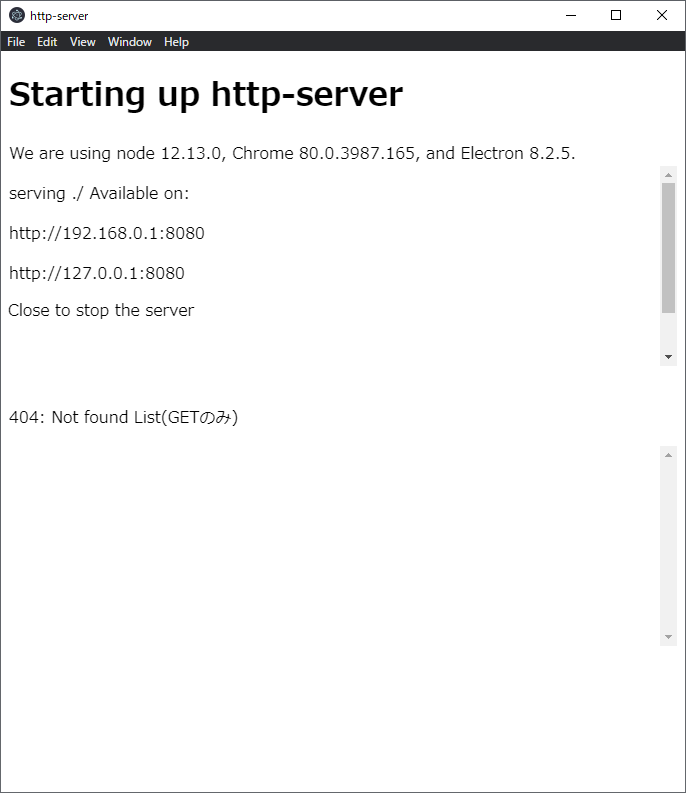 http-server
File Edit View Window Help
Starting up http-server
We are using node 12.13.0, Chrome 80.0.3987.165, and Electron 8.2.5.
serving ./ Available on:
http://192.168.0.1:8080
http://127.0.0.1:8080
Close to stop the server
404: Not found List(GETのみ)